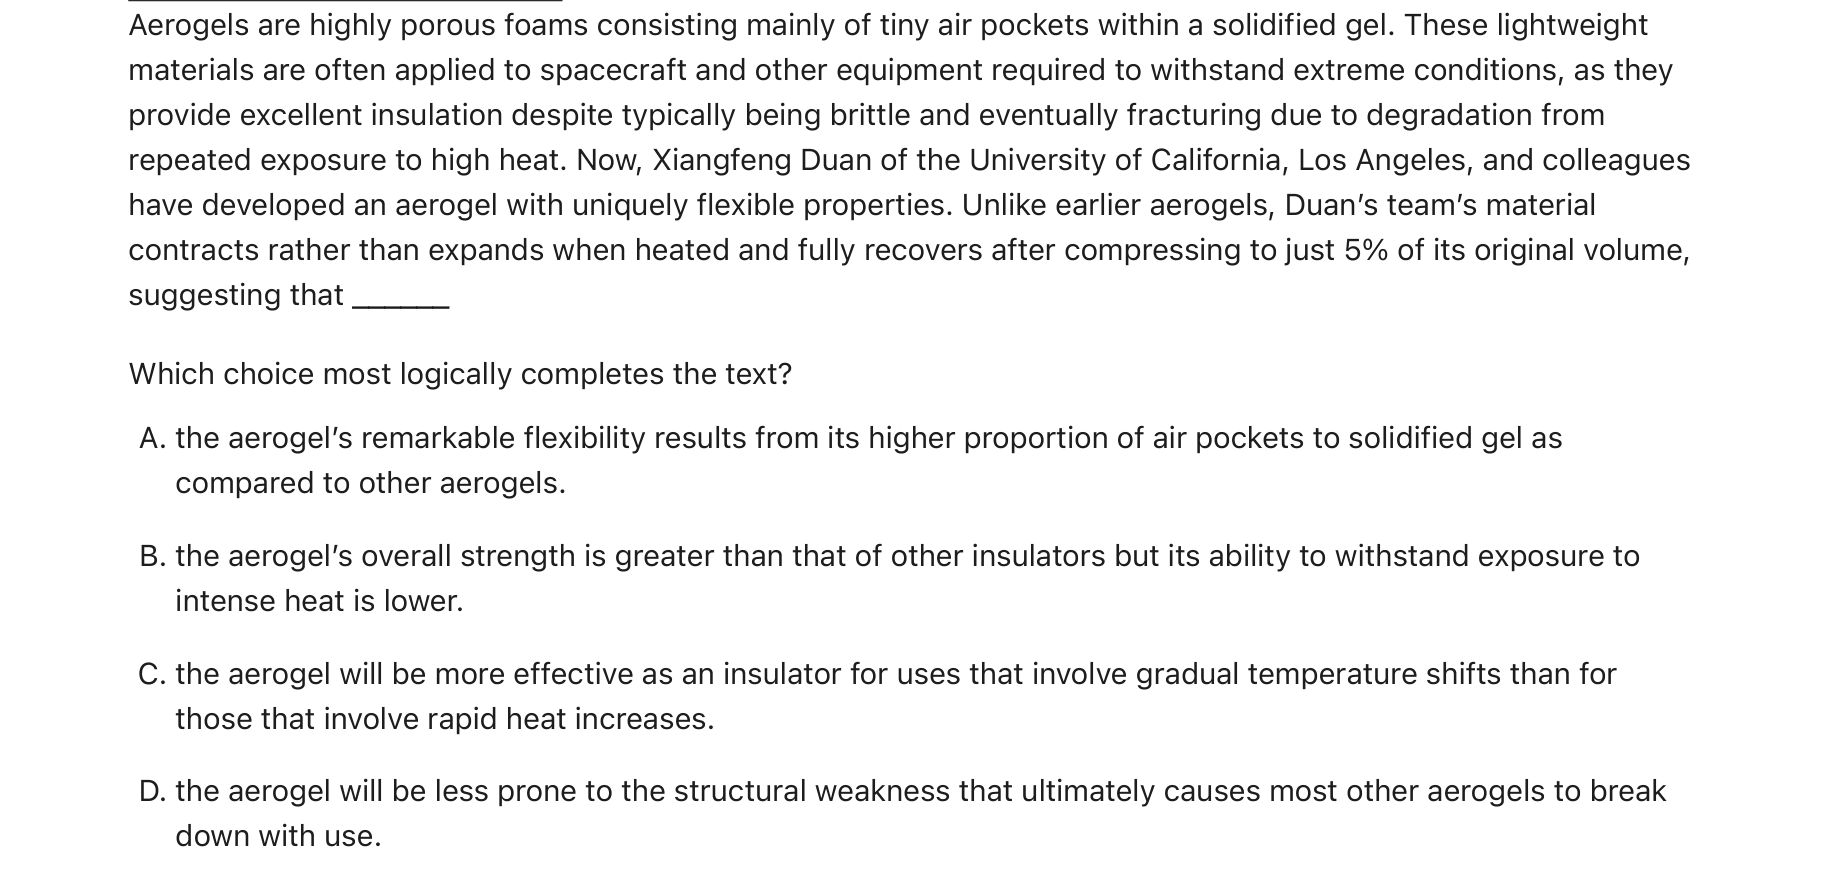 Aerogels are highly porous foams consisting mainly of tiny air pockets within a solidified gel. These lightweight
materials are often applied to spacecraft and other equipment required to withstand extreme conditions, as they
provide excellent insulation despite typically being brittle and eventually fracturing due to degradation from
repeated exposure to high heat. Now, Xiangfeng Duan of the University of California, Los Angeles, and colleagues
have developed an aerogel with uniquely flexible properties. Unlike earlier aerogels, Duan’s team’s material
contracts rather than expands when heated and fully recovers after compressing to just 5% of its original volume,
suggesting that ______
Which choice most logically completes the text?
A. the aerogel’s remarkable flexibility results from its higher proportion of air pockets to solidified gel as
compared to other aerogels.
B. the aerogel’s overall strength is greater than that of other insulators but its ability to withstand exposure to
intense heat is lower.
C. the aerogel will be more effective as an insulator for uses that involve gradual temperature shifts than for
those that involve rapid heat increases.
D. the aerogel will be less prone to the structural weakness that ultimately causes most other aerogels to break
down with use.